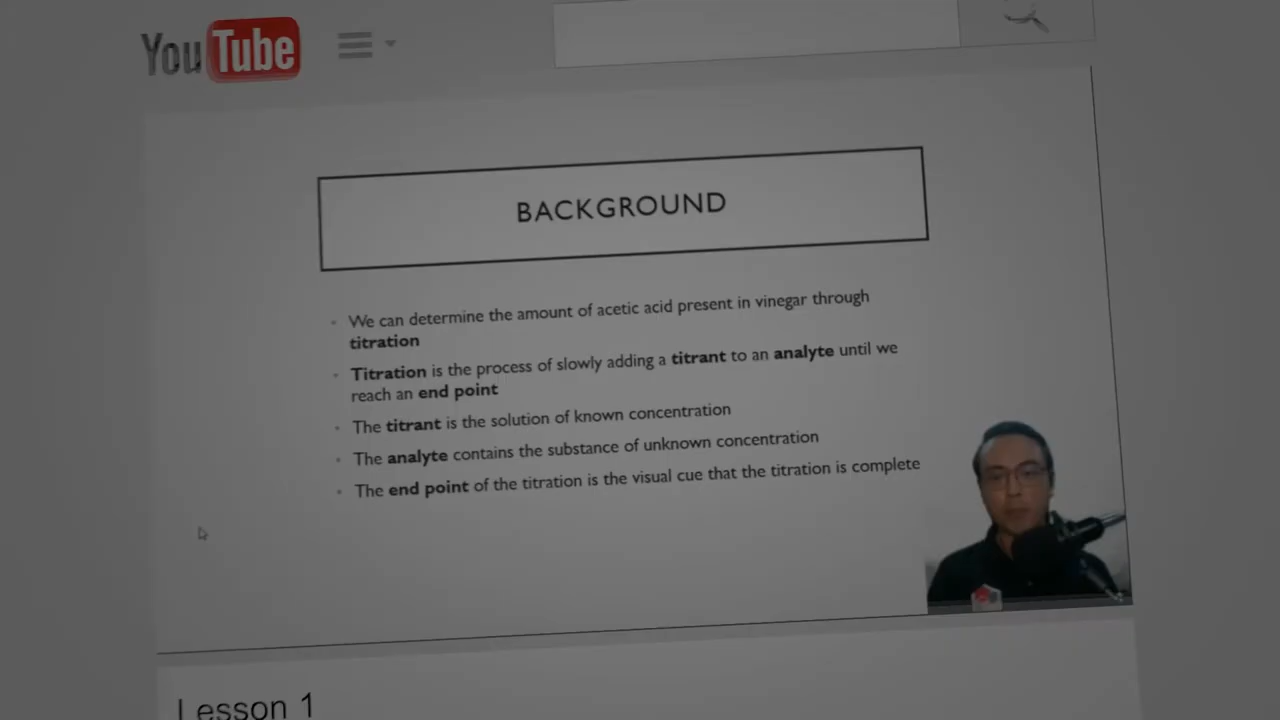 YouTube
BACKGROUND
We can determine the amount of acetic acid present in vinegar through
titration
Titration is the process of slowly adding a titrant to an analyte until we
reach an end point
The titrant is the solution of known concentration
The analyte contains the substance of unknown concentration
The end point of the titration is the visual cue that the titration is complete
Lesson 1